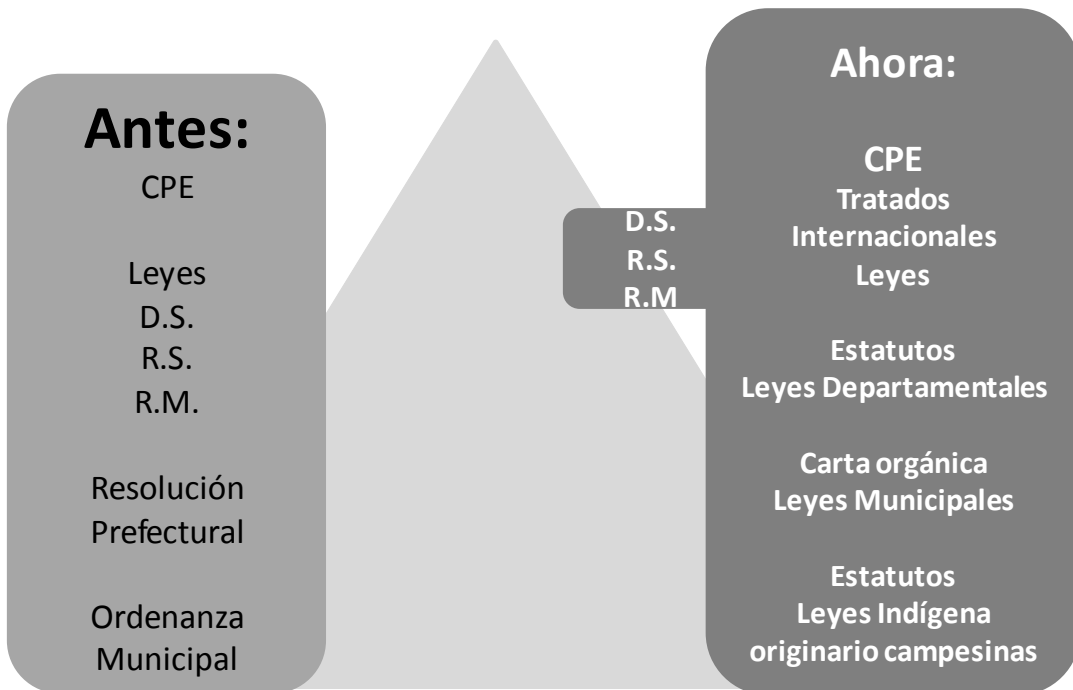 Antes:
CPE
Leyes
D.S.
R.S.
R.M.
Resolución
Prefectural
Ordenanza
Municipal
D.S.
R.S.
R.M
Ahora:
CPE
Tratados
Internacionales
Leyes
Estatutos
Leyes Departamentales
Carta orgánica
Leyes Municipales
Estatutos
Leyes Indígena
originario campesinas